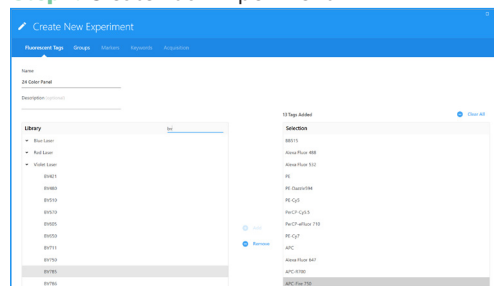 Create New Experiment
Fluorescent Tags Groups Markers Keywords Acquisition
Name
24 Color Panel
Description (optional)
13 Tags Added
Clear All
Library
bv
Blue Laser
Red Laser
Violet Laser
BV421
BV480
BV510
BV570
BV605
BV650
BV711
BV750
BV785
BV786
Add
Remove
Selection
BB515
Alexa Fluor 488
Alexa Fluor 532
PE
PE-Dazzle594
PE-Cy5
PerCP-Cy5.5
PerCP-eFluor 710
PE-Cy7
APC
Alexa Fluor 647
APC-R700
APC-Fire 750